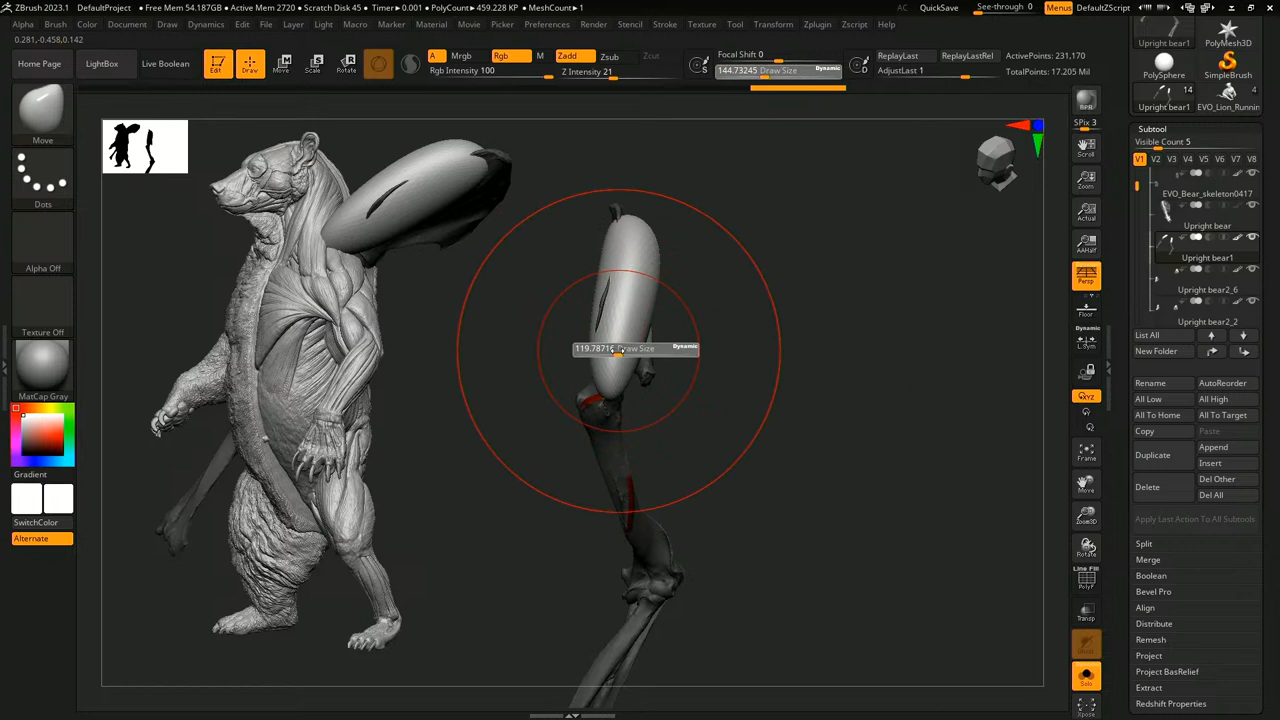 ZBrush 2023.1 DefaultProject • Free Mem 54.187GB • Active Mem 2720 • Scratch Disk 45 • Timer▸0.001 • PolyCount▸459.228 KP • MeshCount▸1 AC QuickSave See-through 0 Menus DefaultZScript
Alpha Brush Color Document Draw Dynamics Edit File Layer Light Macro Marker Material Movie Picker Preferences Render Stencil Stroke Texture Tool Transform Zplugin Zscript Help
0.281,-0.458,0.142
Home Page LightBox Live Boolean Edit Draw Move Scale Rotate A Mrgb Rgb M Zadd Zsub Zcut
Rgb Intensity 100 Z Intensity 21
Focal Shift 0
144.73245 Draw Size Dynamic
S D
ReplayLast ReplayLastRel
AdjustLast 1
ActivePoints: 231,170
TotalPoints: 17.205 Mil
Move
Dots
Alpha Off
Texture Off
MatCap Gray
Gradient
SwitchColor
Alternate
119.78716 Draw Size Dynamic
BPR
SPix 3
Scroll
Zoom
Actual
AAHalf
Persp
Floor
Dynamic
L.Sym
XYZ
Frame
Move
Zoom3D
Rotate
Line Fill
PolyF
Transp
Solo
Xpose
Upright bear1 PolyMesh3D
PolySphere SimpleBrush
14 4
Upright bear1 EVO_Lion_Runnin
Subtool
Visible Count 5
V1 V2 V3 V4 V5 V6 V7 V8
EVO_Bear_skeleton0417
Upright bear
Upright bear1
Upright bear2_6
Upright bear2_2
List All
New Folder
Rename AutoReorder
All Low All High
All To Home All To Target
Copy Paste
Duplicate Append
Insert
Delete Del Other
Del All
Apply Last Action To All Subtools
Split
Merge
Boolean
Bevel Pro
Align
Distribute
Remesh
Project
Project BasRelief
Extract
Redshift Properties